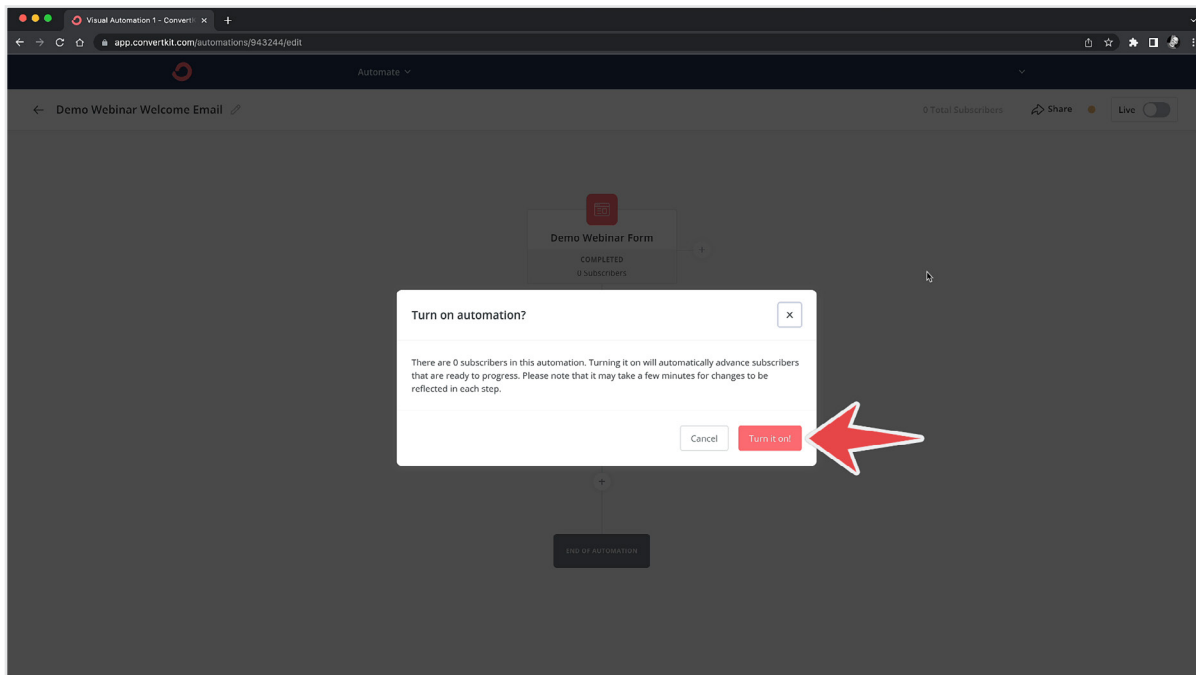 Visual Automation 1 - ConvertK
app.convertkit.com/automations/943244/edit
Automate
Demo Webinar Welcome Email
0 Total Subscribers
Share
Live
Demo Webinar Form
COMPLETED
0 Subscribers
Turn on automation?
There are 0 subscribers in this automation. Turning it on will automatically advance subscribers
that are ready to progress. Please note that it may take a few minutes for changes to be
reflected in each step.
Cancel
Turn it on!
END OF AUTOMATION